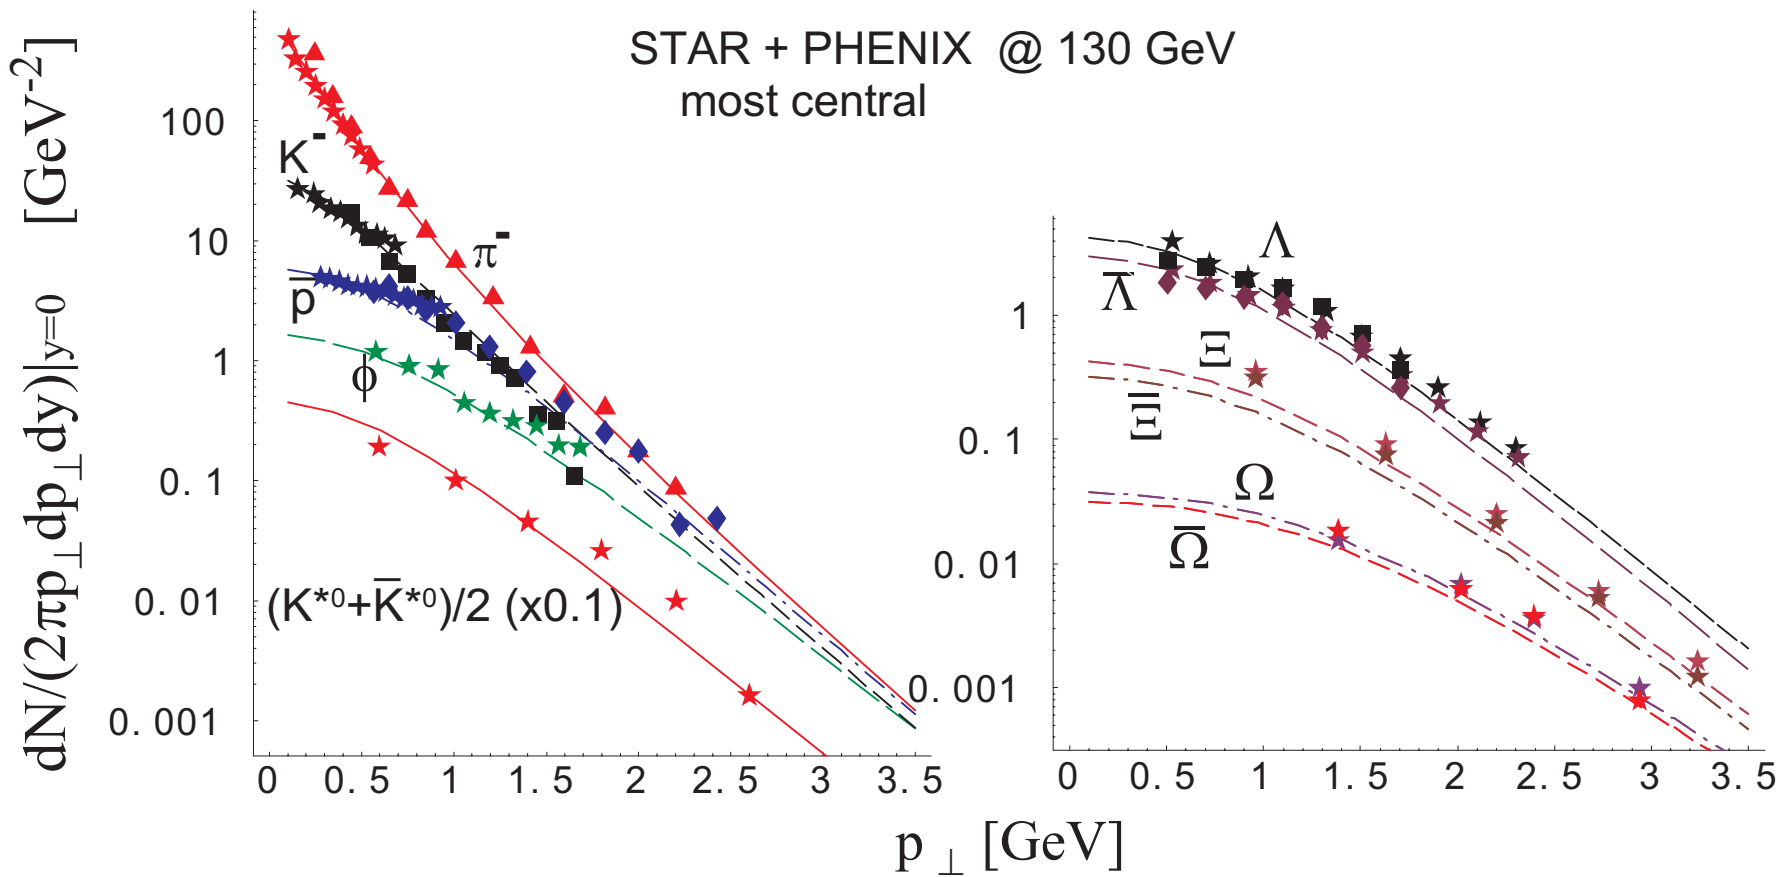 STAR + PHENIX @ 130 GeV
most central
dN/(2πp⊥dp⊥dy)|y=0 [GeV-2]
100
10
1
0.1
0.01
0.001
K-
π-
p̅
ϕ
(K*0+K̅*0)/2 (x0.1)
0 0.5 1 1.5 2 2.5 3 3.5
1
0.1
0.01
0.001
Λ
Λ̅
Ξ
Ξ̅
Ω
Ω̅
0 0.5 1 1.5 2 2.5 3 3.5
p⊥ [GeV]